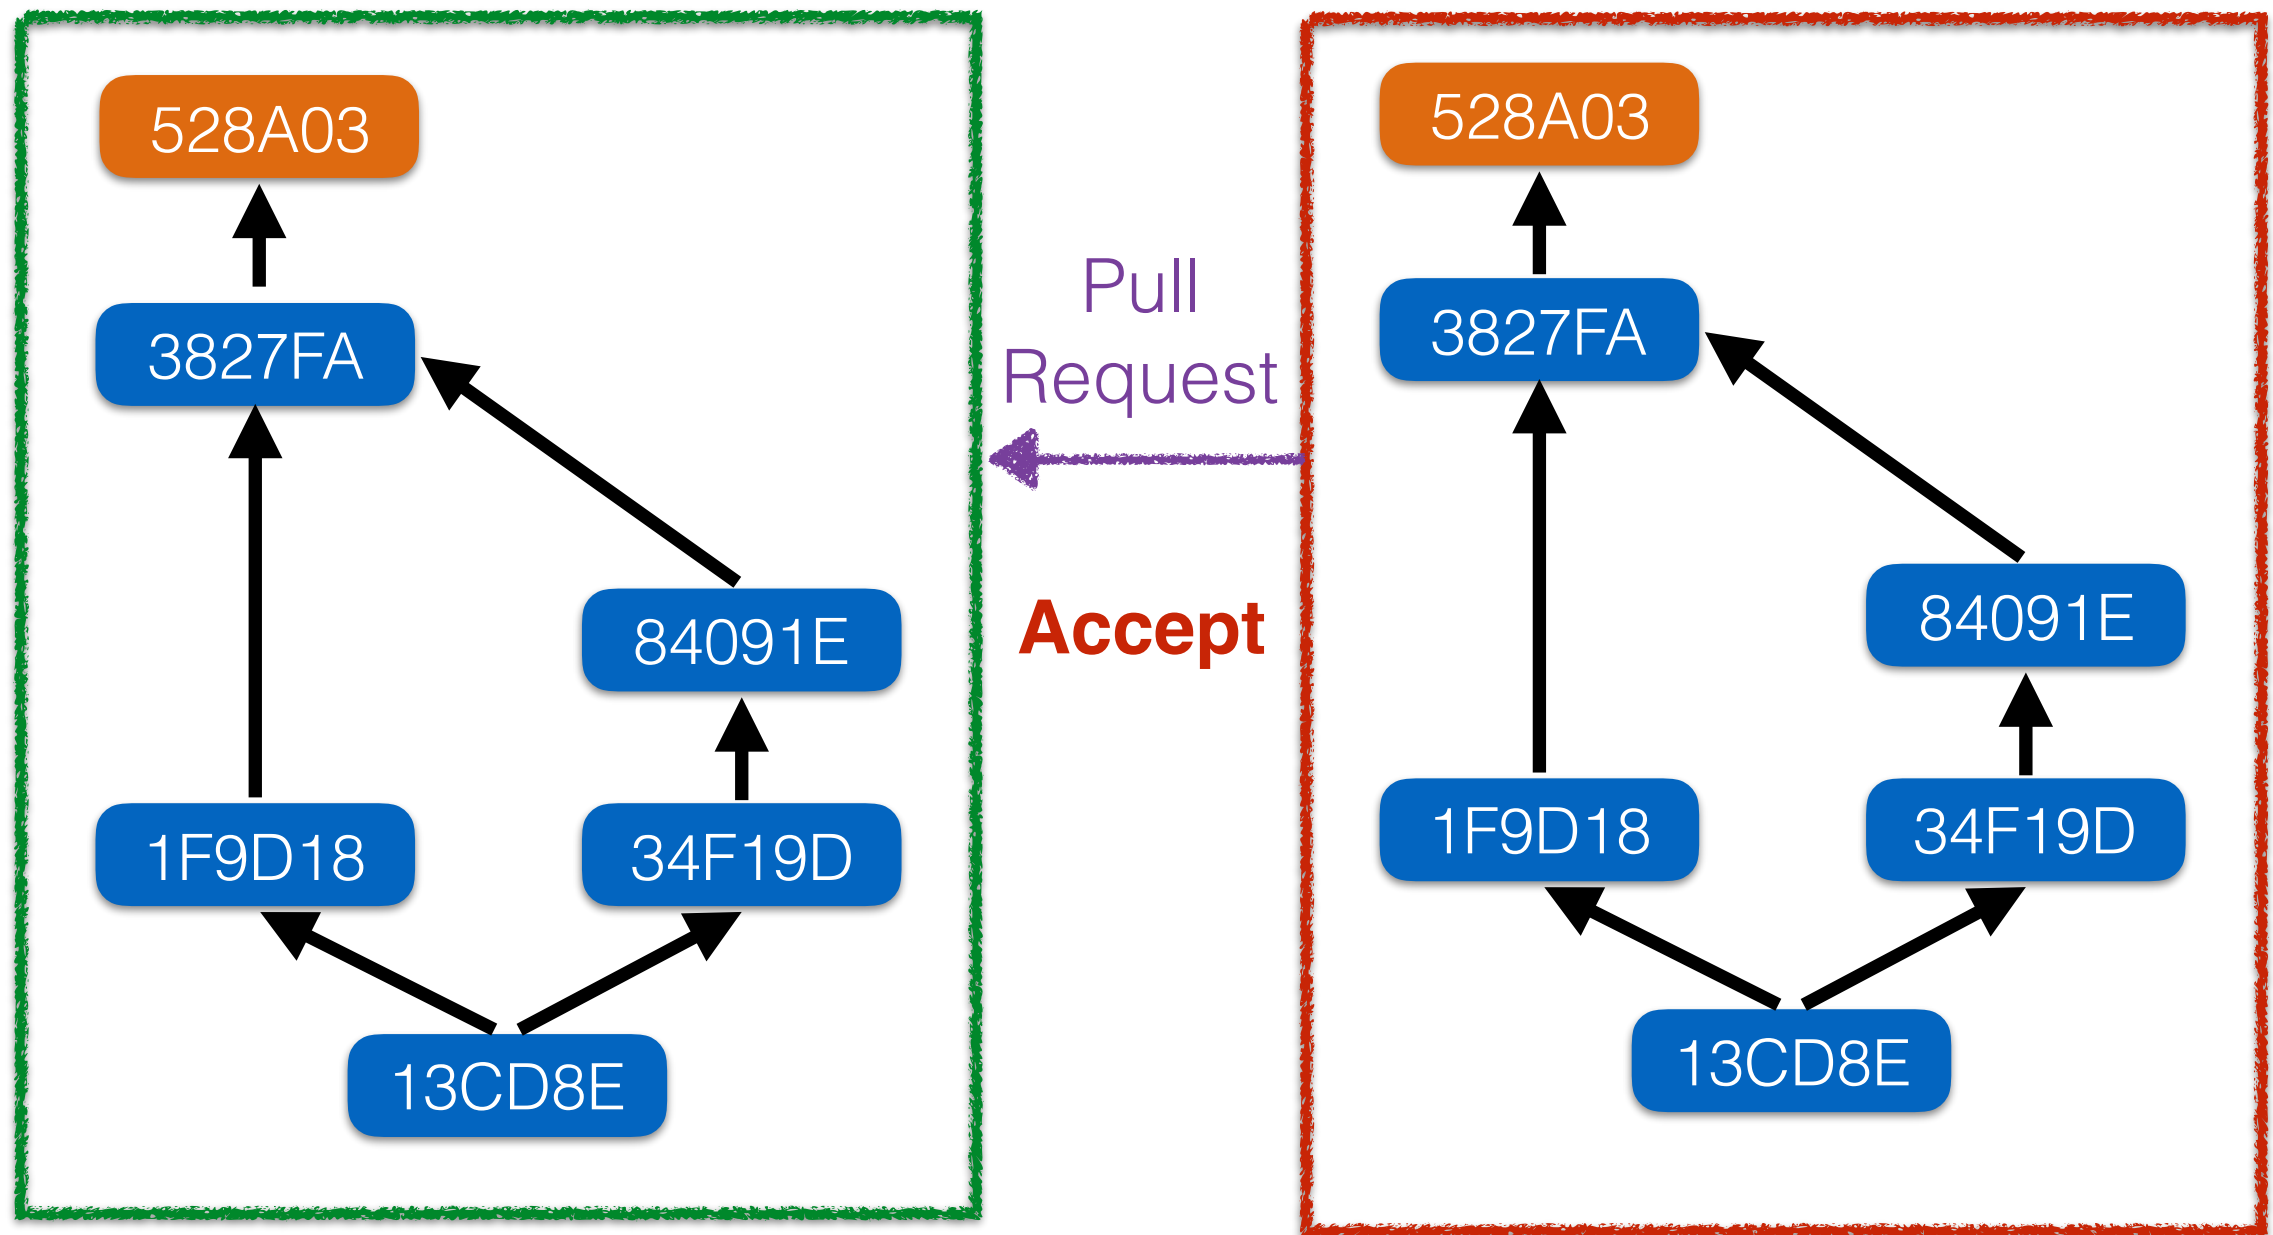 528A03
3827FA
84091E
1F9D18
34F19D
13CD8E
Pull
Request
Accept
528A03
3827FA
84091E
1F9D18
34F19D
13CD8E